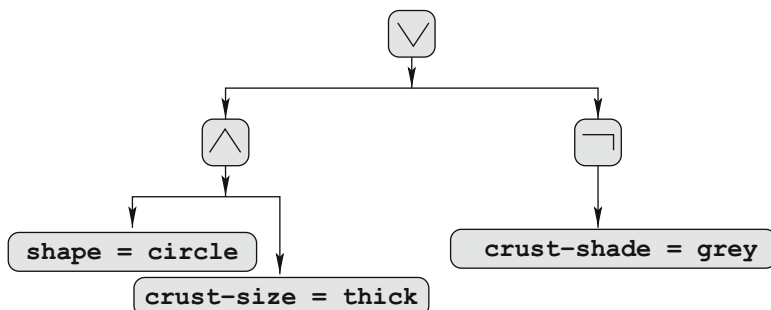 ∨
∧
¬
shape = circle
crust-shade = grey
crust-size = thick